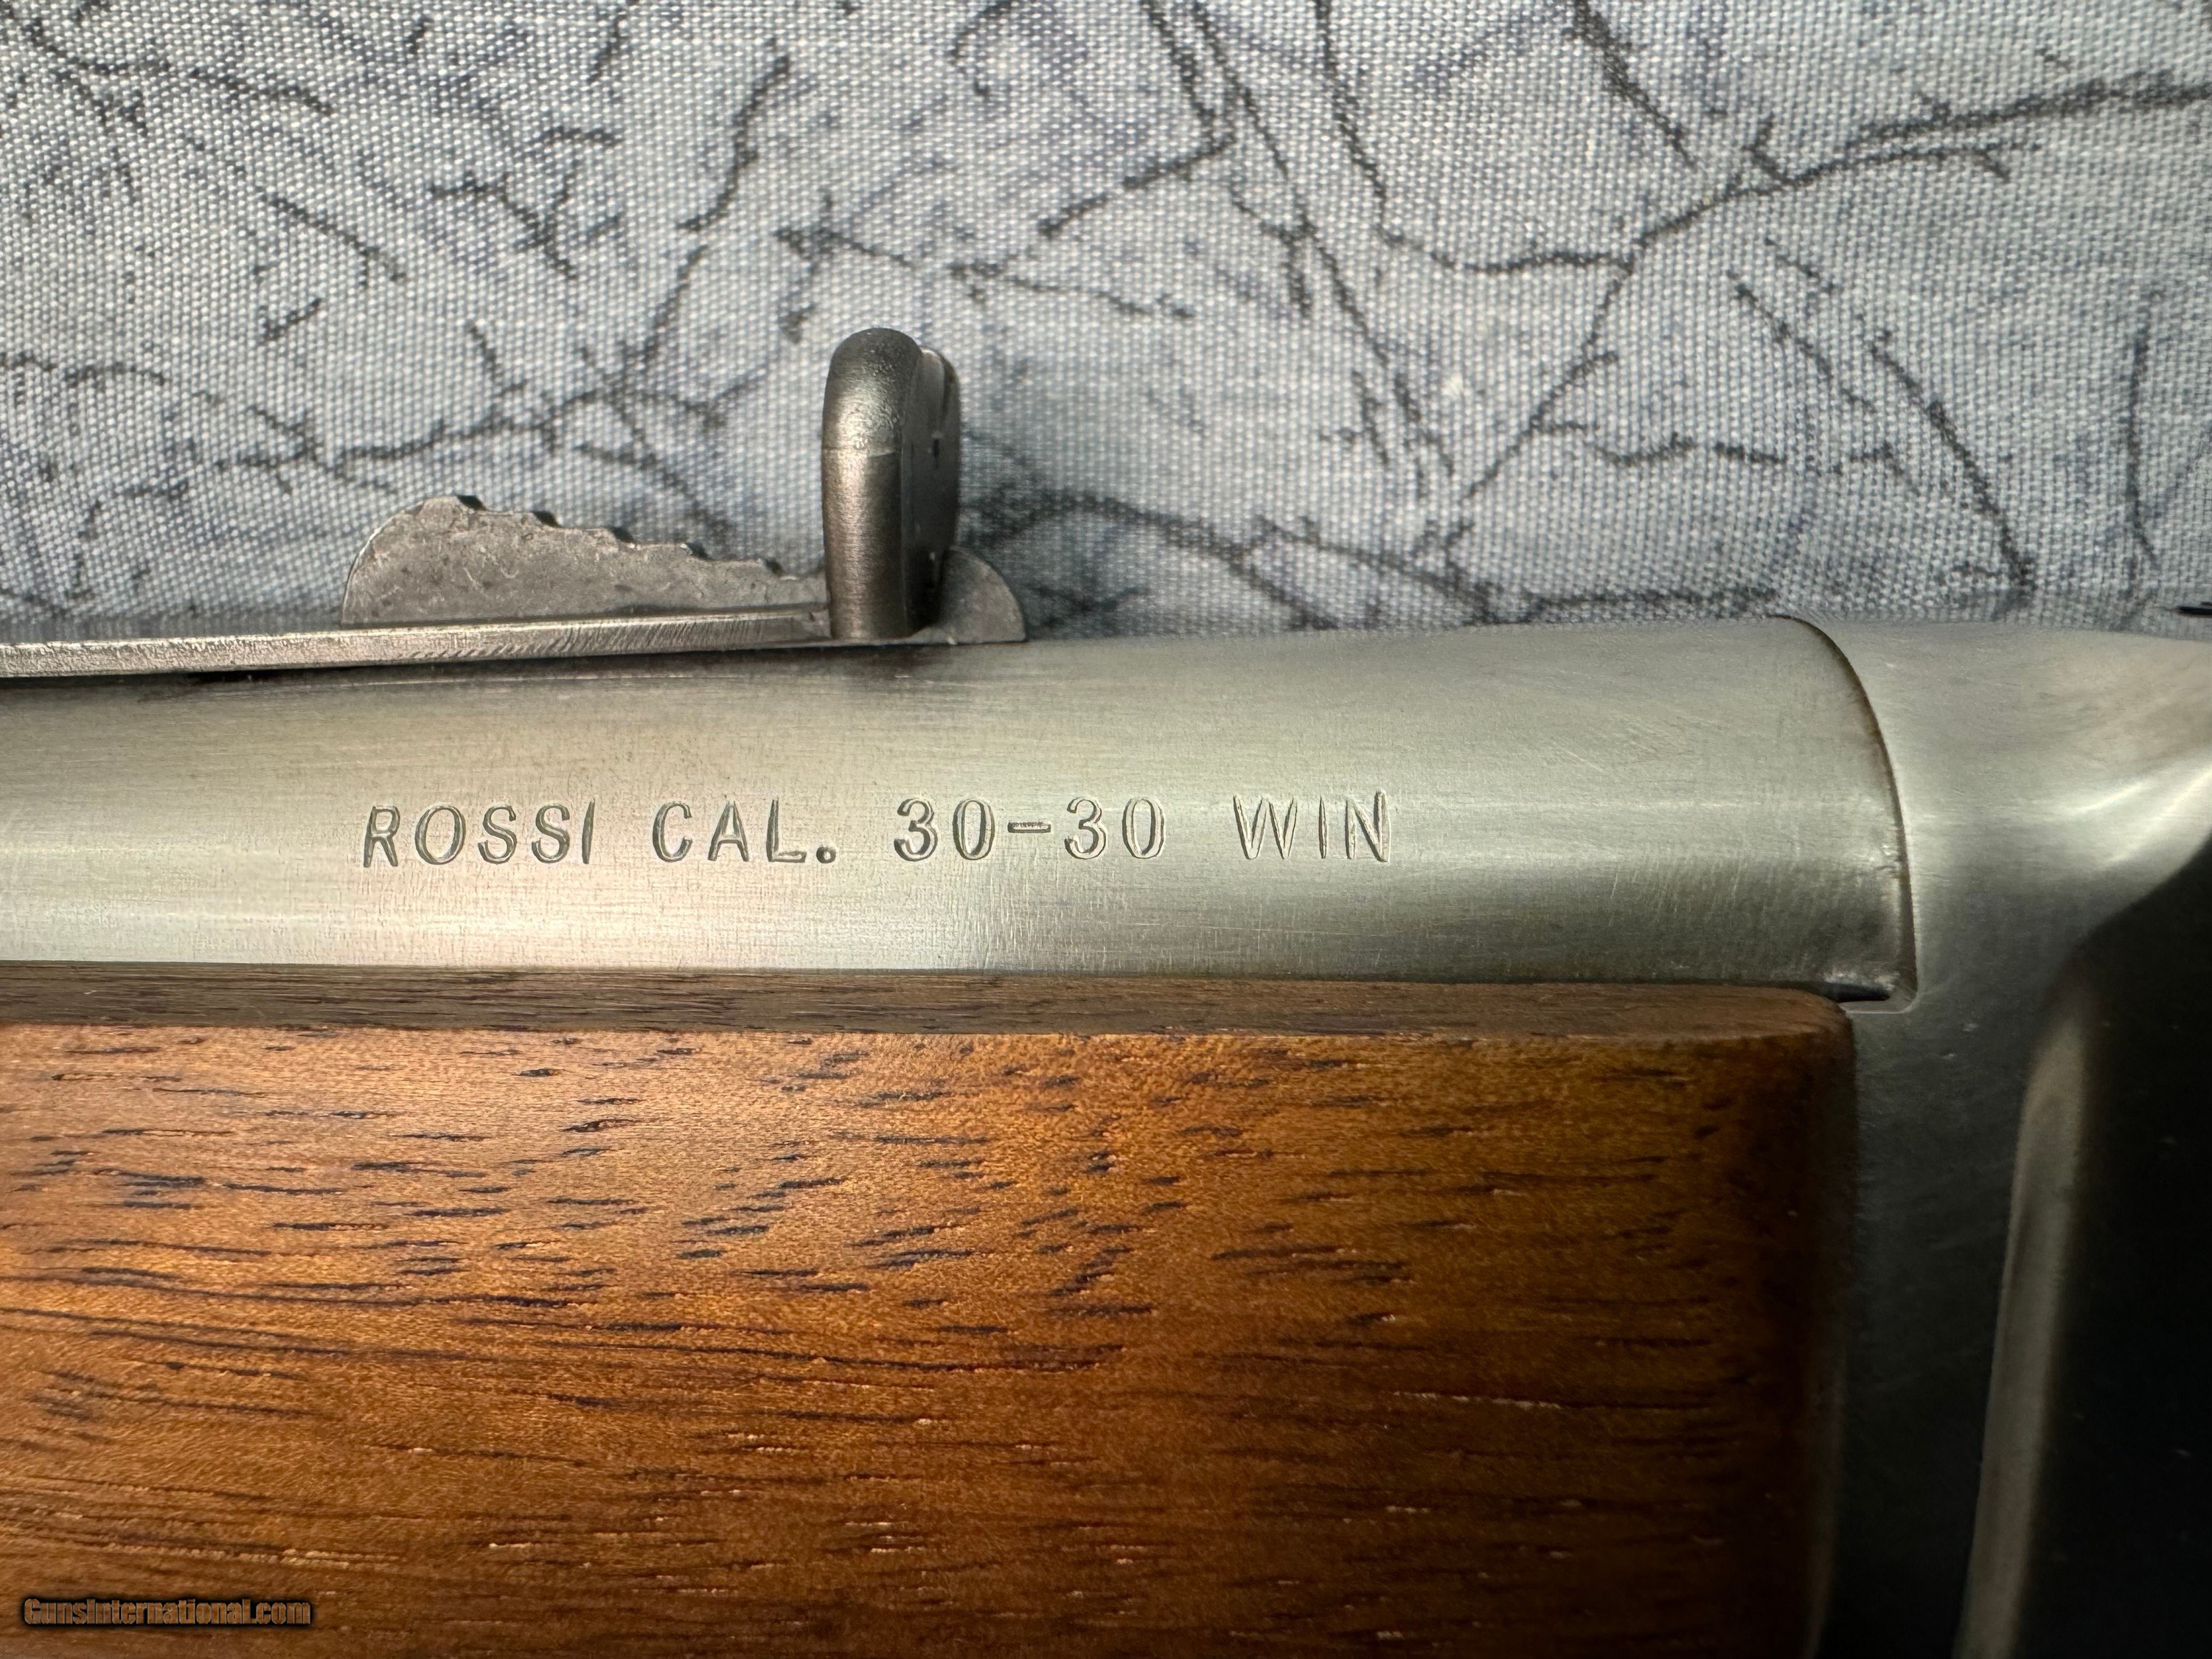 ROSSI CAL. 30-30 WIN
GunsInternational.com